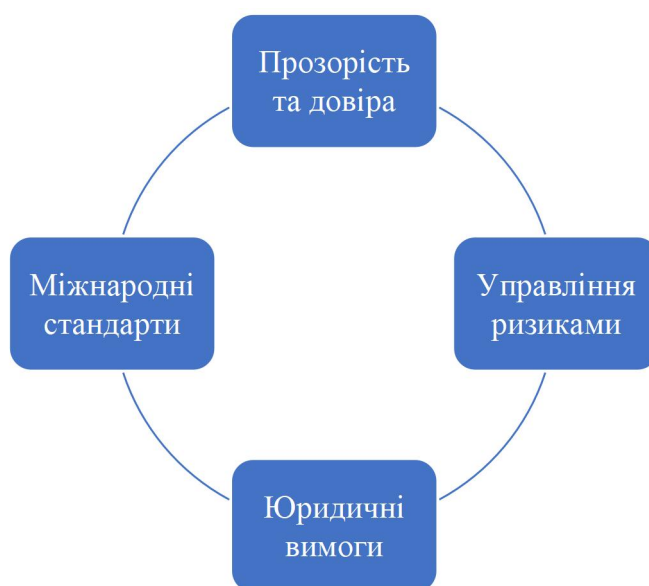 Прозорість
та довіра
Міжнародні
стандарти
Управління
ризиками
Юридичні
вимоги